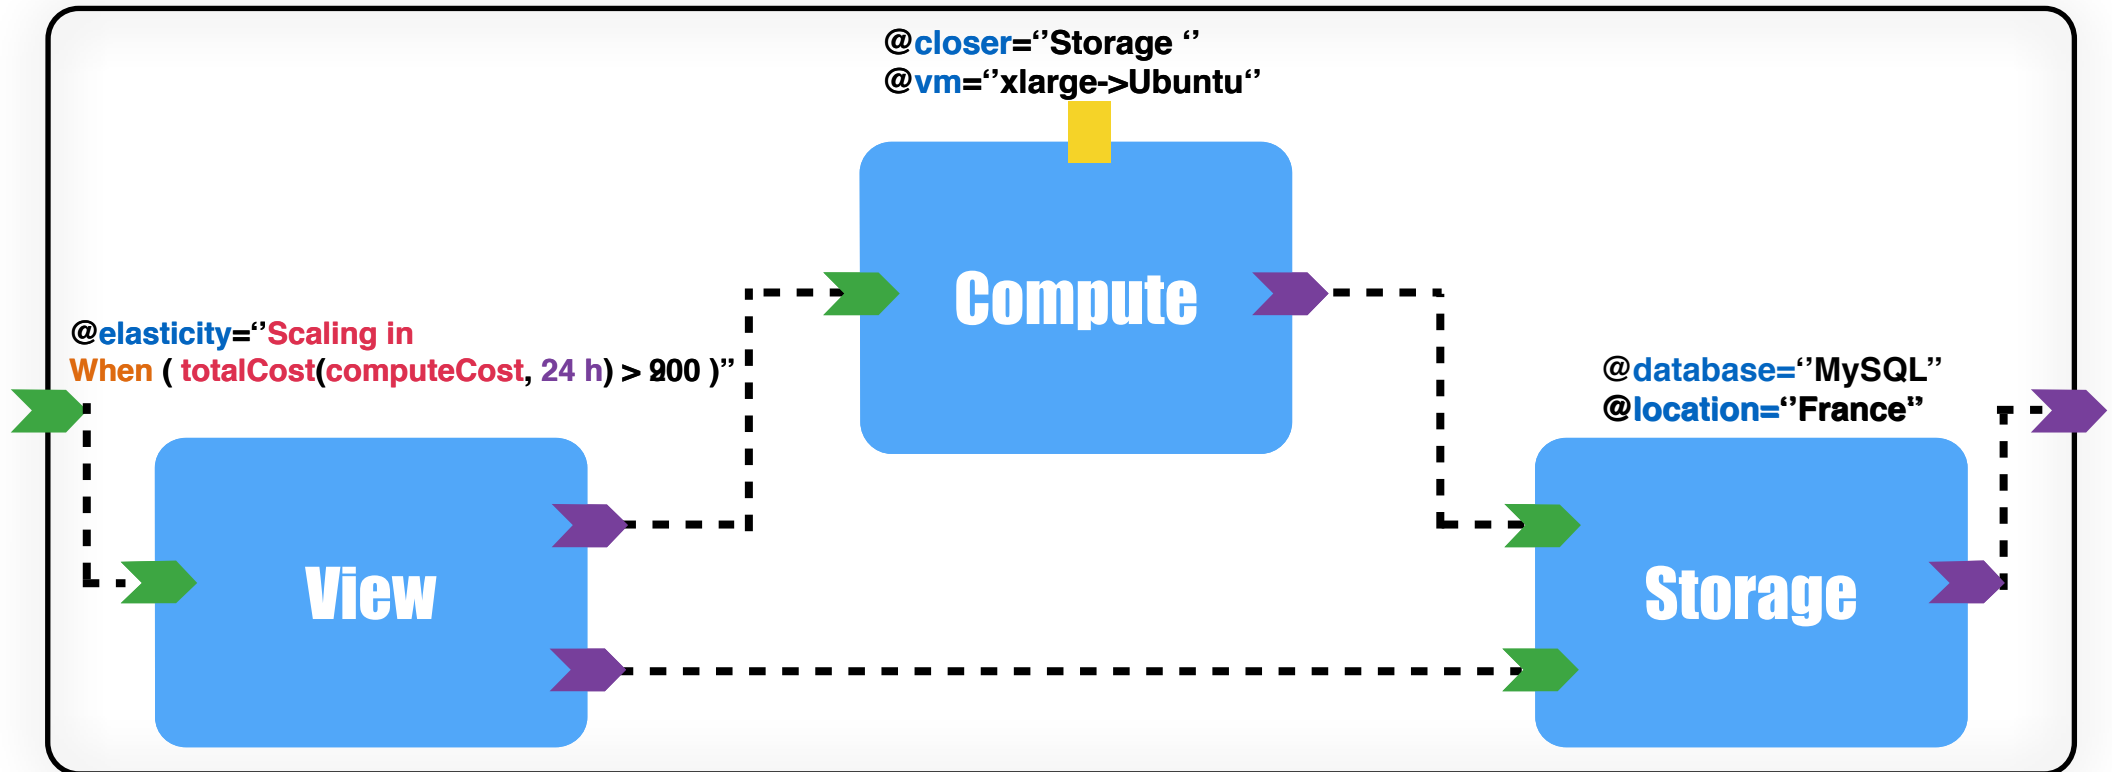 @closer=‘’Storage ‘’
@vm=‘’xlarge->Ubuntu‘’
Compute
@elasticity=‘’Scaling in
When ( totalCost(computeCost, 24 h) > )”
@database=‘’MySQL’’
@location=‘’France’’
View
Storage